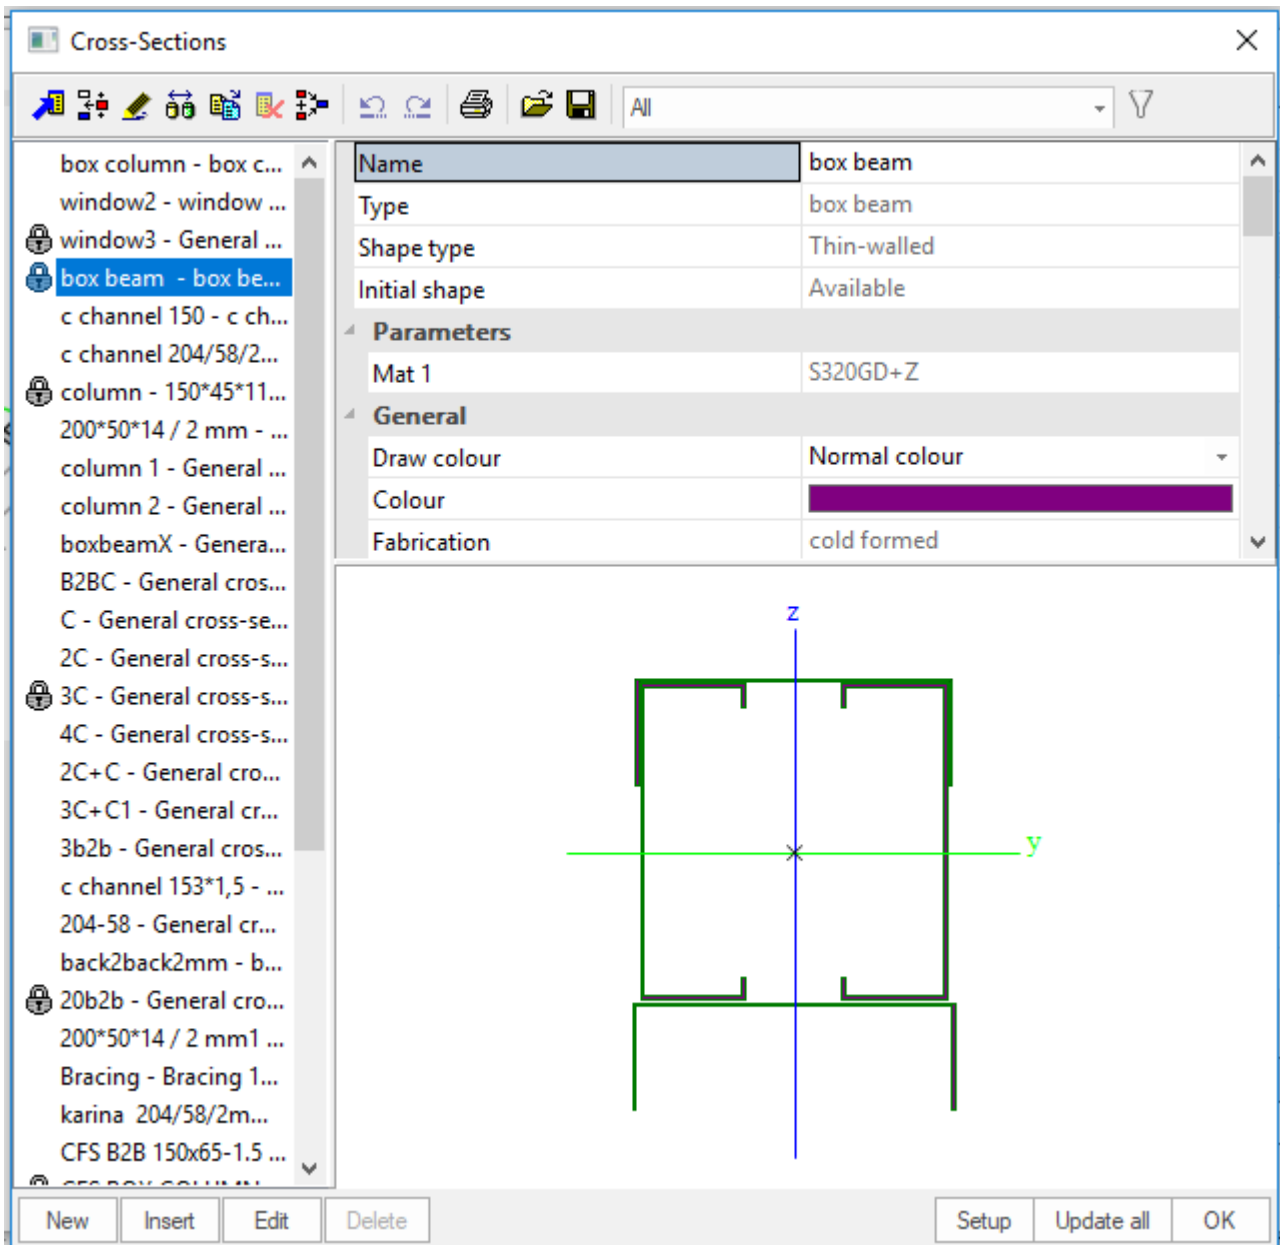 Cross-Sections
All
box column - box c...
window2 - window ...
window3 - General ...
box beam  - box be...
c channel 150 - c ch...
c channel 204/58/2...
column - 150*45*11...
200*50*14 / 2 mm - ...
column 1 - General ...
column 2 - General ...
boxbeamX - Genera...
B2BC - General cros...
C - General cross-se...
2C - General cross-s...
3C - General cross-s...
4C - General cross-s...
2C+C - General cro...
3C+C1 - General cr...
3b2b - General cros...
c channel 153*1,5 - ...
204-58 - General cr...
back2back2mm - b...
20b2b - General cro...
200*50*14 / 2 mm1 ...
Bracing - Bracing 1...
karina  204/58/2m...
CFS B2B 150x65-1.5 ...
CFS BOX COLUMN
Name box beam
Type box beam
Shape type Thin-walled
Initial shape Available
Parameters
Mat 1 S320GD+Z
General
Draw colour Normal colour
Colour
Fabrication cold formed
z
y
New Insert Edit Delete Setup Update all OK